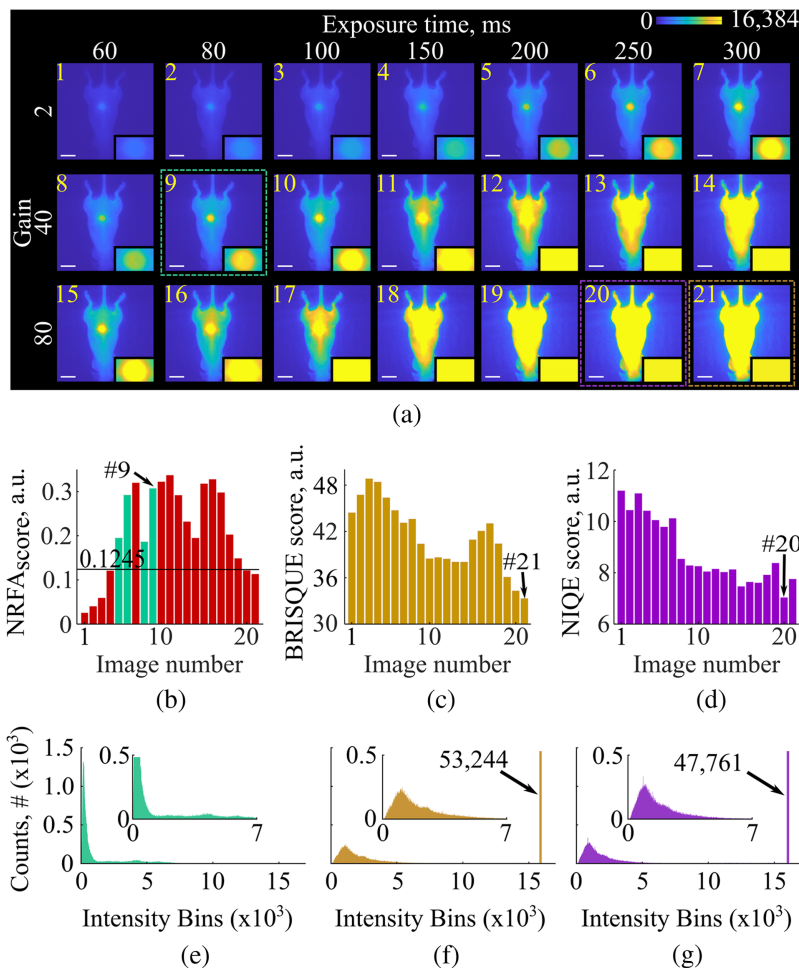 Exposure time, ms
0 16,384
60 80 100 150 200 250 300
Gain
2
1 2 3 4 5 6 7
40
8 9 10 11 12 13 14
80
15 16 17 18 19 20 21
(a)
NRFAscore, a.u.
0.3
0.2
0.1
0
#9
0.1245
1 10 20
Image number
(b)
BRISQUE score, a.u.
48
42
36
30
#21
1 10 20
Image number
(c)
NIQE score, a.u.
12
10
8
6
#20
1 10 20
Image number
(d)
Counts, # (x10³)
1.5
1.0
0.5
0
0.5
0
0 7
0 5 10 15
Intensity Bins (x10³)
(e)
0.5
0
0 7
53,244
0 5 10 15
Intensity Bins (x10³)
(f)
0.5
0
0 7
47,761
0 5 10 15
Intensity Bins (x10³)
(g)